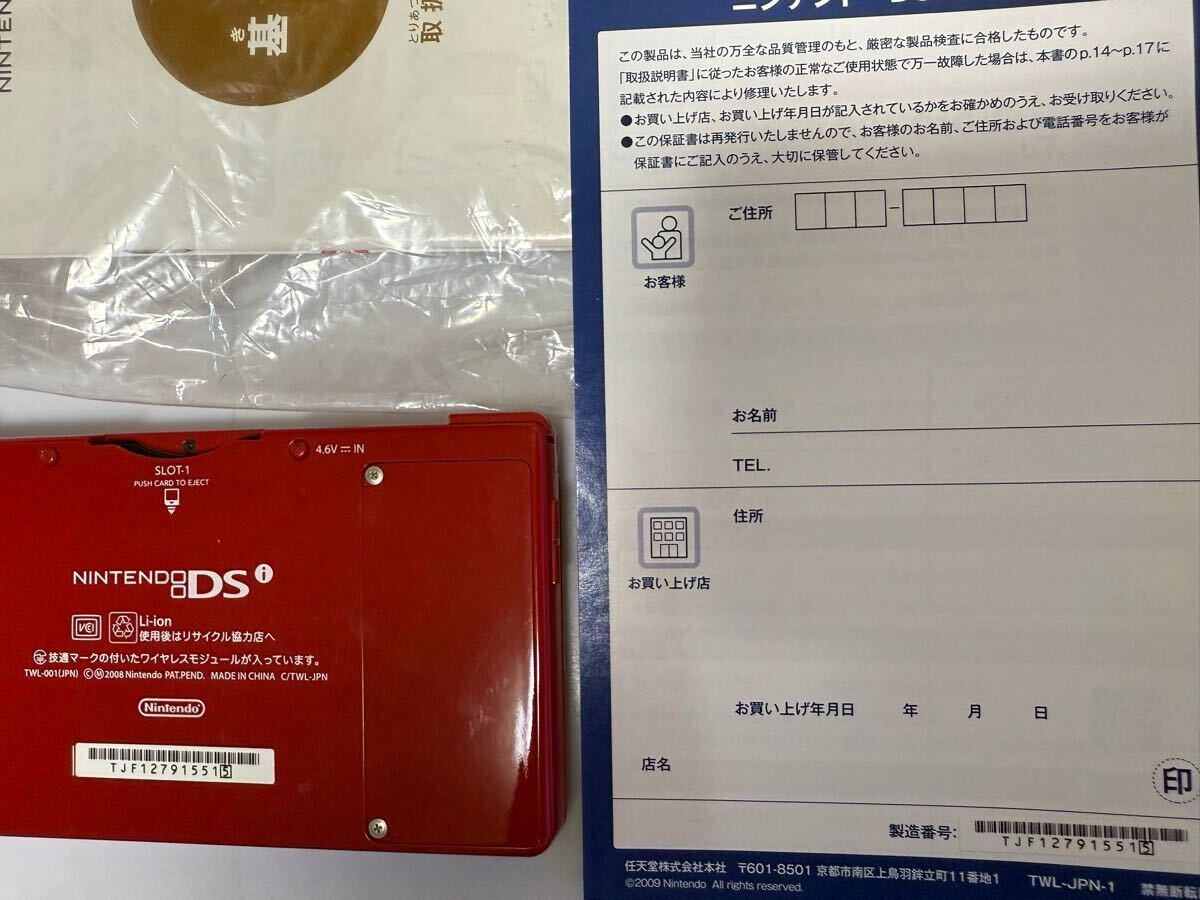 NINTEN
き
基
とりあつ
取
この製品は、当社の万全な品質管理のもと、厳密な製品検査に合格したものです。
「取扱説明書」に従ったお客様の正常なご使用状態で万一故障した場合は、本書のp.14～p.17に
記載された内容により修理いたします。
●お買い上げ店、お買い上げ年月日が記入されているかをお確かめのうえ、お受け取りください。
●この保証書は再発行いたしませんので、お客様のお名前、ご住所および電話番号をお客様が
保証書にご記入のうえ、大切に保管してください。
ご住所
お客様
お名前
TEL.
住所
お買い上げ店
お買い上げ年月日 年 月 日
店名
印
製造番号:
TJF127915515
任天堂株式会社本社 〒601-8501 京都市南区上鳥羽鉾立町11番地1 TWL-JPN-1 禁無断転
©2009 Nintendo All rights reserved.
4.6V IN
SLOT-1
PUSH CARD TO EJECT
NINTENDO DSi
VCI
Li-ion
使用後はリサイクル協力店へ
技適マークの付いたワイヤレスモジュールが入っています。
TWL-001(JPN) ©Ⓜ2008 Nintendo PAT.PEND. MADE IN CHINA C/TWL-JPN
Nintendo
TJF127915515